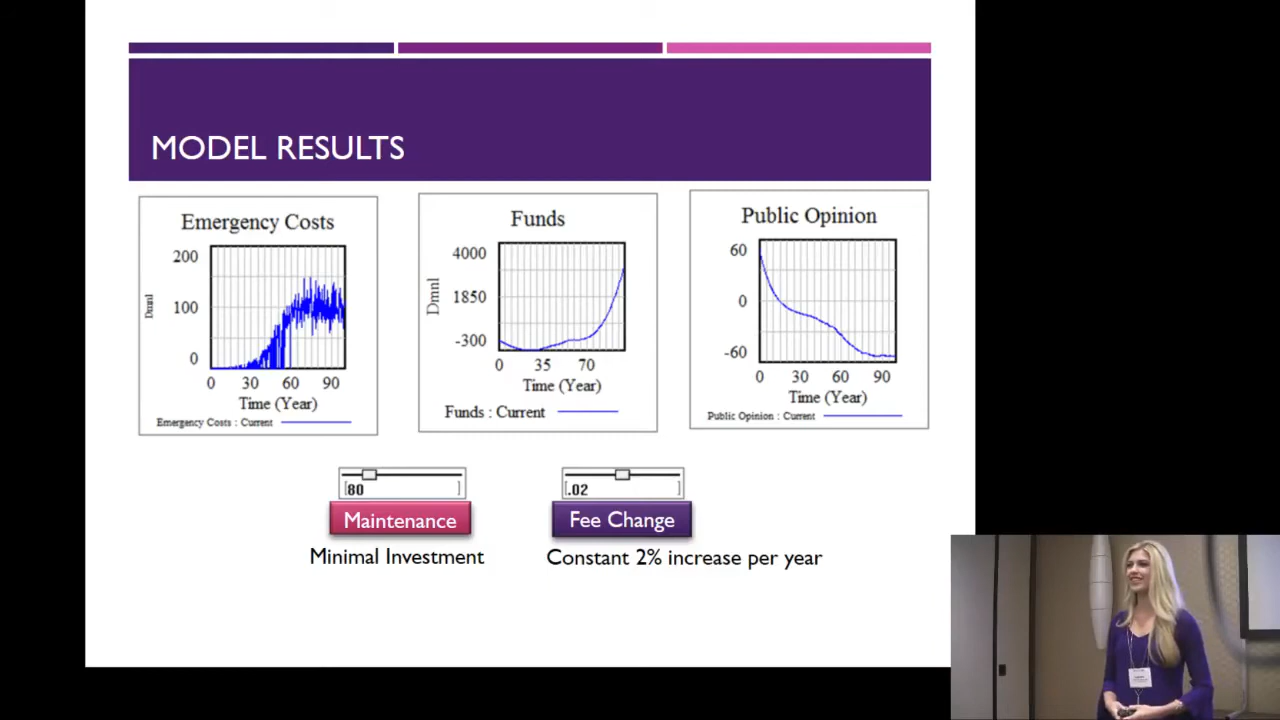 MODEL RESULTS
Emergency Costs
200
100
0
Dmnl
0 30 60 90
Time (Year)
Emergency Costs : Current
Funds
4000
1850
-300
Dmnl
0 35 70
Time (Year)
Funds : Current
Public Opinion
60
0
-60
0 30 60 90
Time (Year)
Public Opinion : Current
[80 ]
Maintenance
Minimal Investment
[.02 ]
Fee Change
Constant 2% increase per year